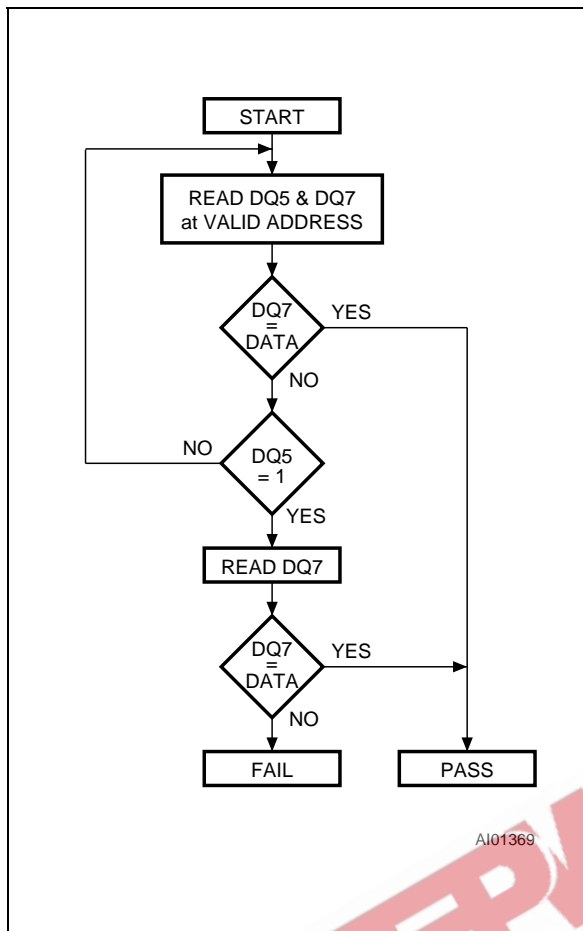 START
READ DQ5 & DQ7
at VALID ADDRESS
DQ7
=
DATA
YES
NO
DQ5
= 1
NO
YES
READ DQ7
DQ7
=
DATA
YES
NO
FAIL
PASS
AI01369